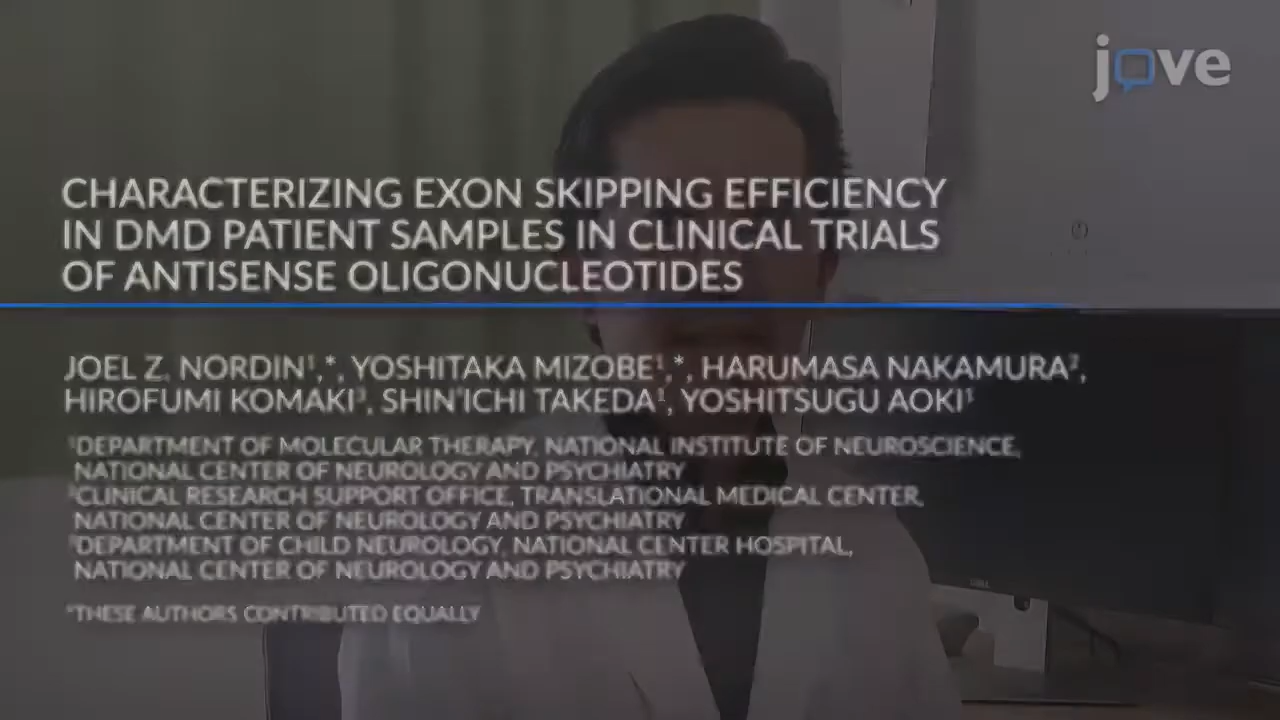 jove
CHARACTERIZING EXON SKIPPING EFFICIENCY
IN DMD PATIENT SAMPLES IN CLINICAL TRIALS
OF ANTISENSE OLIGONUCLEOTIDES
JOEL Z. NORDIN¹,*, YOSHITAKA MIZOBE¹,*, HARUMASA NAKAMURA²,
HIROFUMI KOMAKI³, SHIN'ICHI TAKEDA¹, YOSHITSUGU AOKI¹
¹DEPARTMENT OF MOLECULAR THERAPY, NATIONAL INSTITUTE OF NEUROSCIENCE,
NATIONAL CENTER OF NEUROLOGY AND PSYCHIATRY
²CLINICAL RESEARCH SUPPORT OFFICE, TRANSLATIONAL MEDICAL CENTER,
NATIONAL CENTER OF NEUROLOGY AND PSYCHIATRY
³DEPARTMENT OF CHILD NEUROLOGY, NATIONAL CENTER HOSPITAL,
NATIONAL CENTER OF NEUROLOGY AND PSYCHIATRY
*THESE AUTHORS CONTRIBUTED EQUALLY
DELL